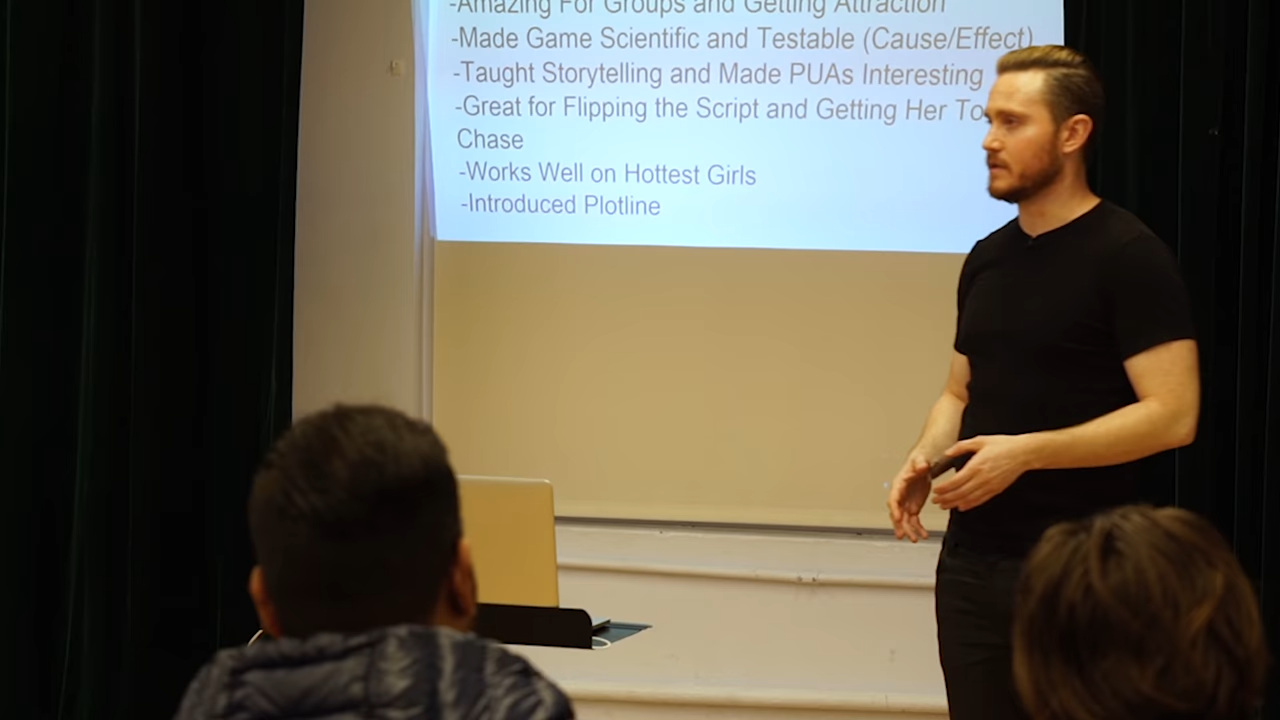 -Amazing For Groups and Getting Attraction
-Made Game Scientific and Testable (Cause/Effect)
-Taught Storytelling and Made PUAs Interesting
-Great for Flipping the Script and Getting Her To
Chase
-Works Well on Hottest Girls
-Introduced Plotline